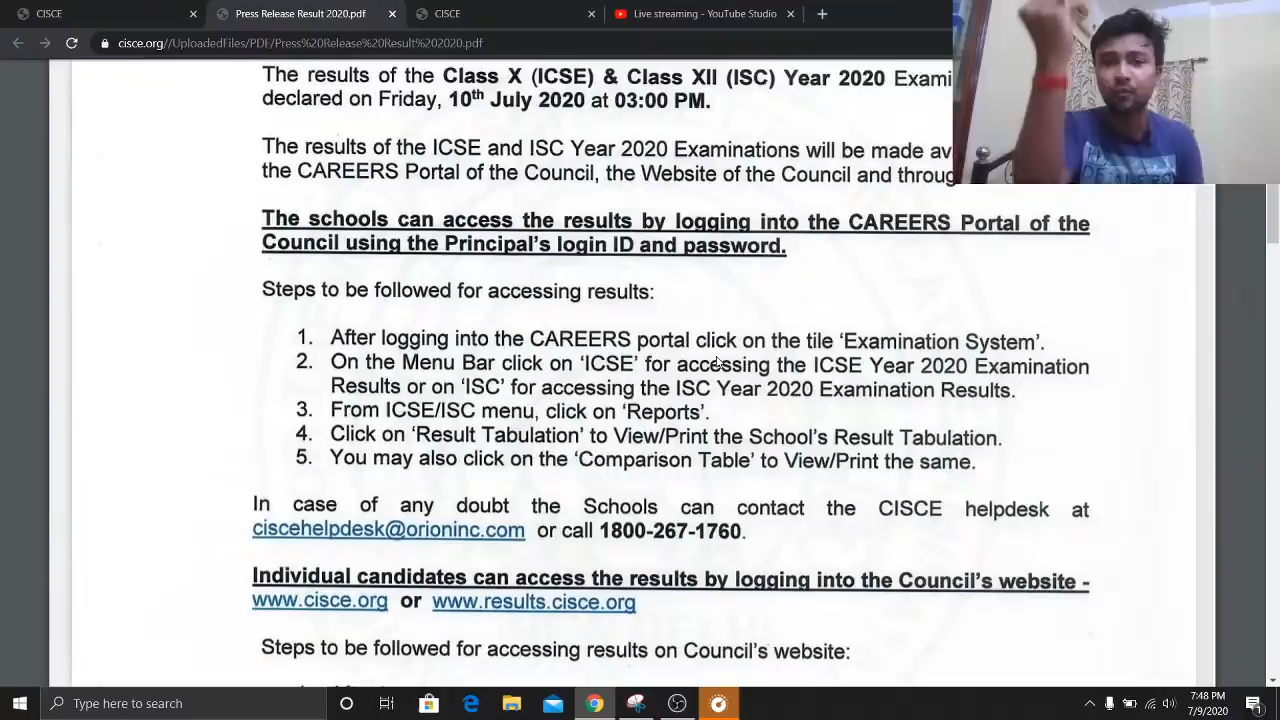 CISCE
Press Release Result 2020.pdf
CISCE
Live streaming - YouTube Studio
cisce.org//UploadedFiles/PDF/Press%20Release%20Result%202020.pdf
The results of the Class X (ICSE) & Class XII (ISC) Year 2020 Exami
declared on Friday, 10th July 2020 at 03:00 PM.
The results of the ICSE and ISC Year 2020 Examinations will be made av
the CAREERS Portal of the Council, the Website of the Council and throug
The schools can access the results by logging into the CAREERS Portal of the
Council using the Principal's login ID and password.
Steps to be followed for accessing results:
1. After logging into the CAREERS portal click on the tile 'Examination System'.
2. On the Menu Bar click on 'ICSE' for accessing the ICSE Year 2020 Examination
Results or on 'ISC' for accessing the ISC Year 2020 Examination Results.
3. From ICSE/ISC menu, click on 'Reports'.
4. Click on 'Result Tabulation' to View/Print the School's Result Tabulation.
5. You may also click on the 'Comparison Table' to View/Print the same.
In case of any doubt the Schools can contact the CISCE helpdesk at
ciscehelpdesk@orioninc.com or call 1800-267-1760.
Individual candidates can access the results by logging into the Council's website -
www.cisce.org or www.results.cisce.org
Steps to be followed for accessing results on Council's website:
Type here to search
7:48 PM
7/9/2020